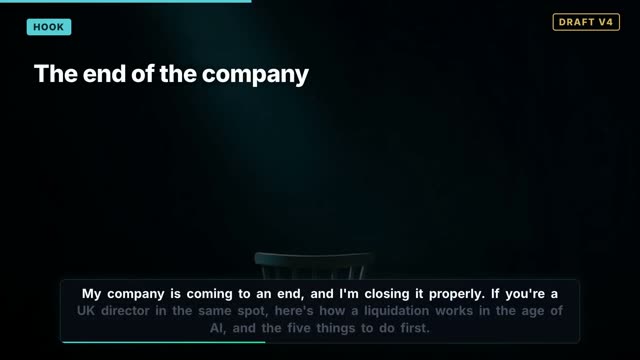 HOOK
DRAFT V4
The end of the company
My company is coming to an end, and I'm closing it properly. If you're a
UK director in the same spot, here's how a liquidation works in the age of
AI, and the five things to do first.